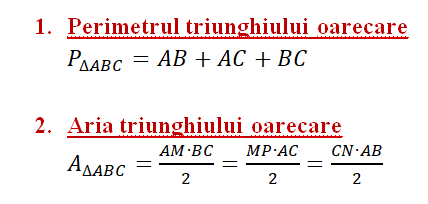 1. Perimetrul triunghiului oarecare
P∆ABC = AB + AC + BC
2. Aria triunghiului oarecare
A∆ABC = AM·BC/2 = MP·AC/2 = CN·AB/2